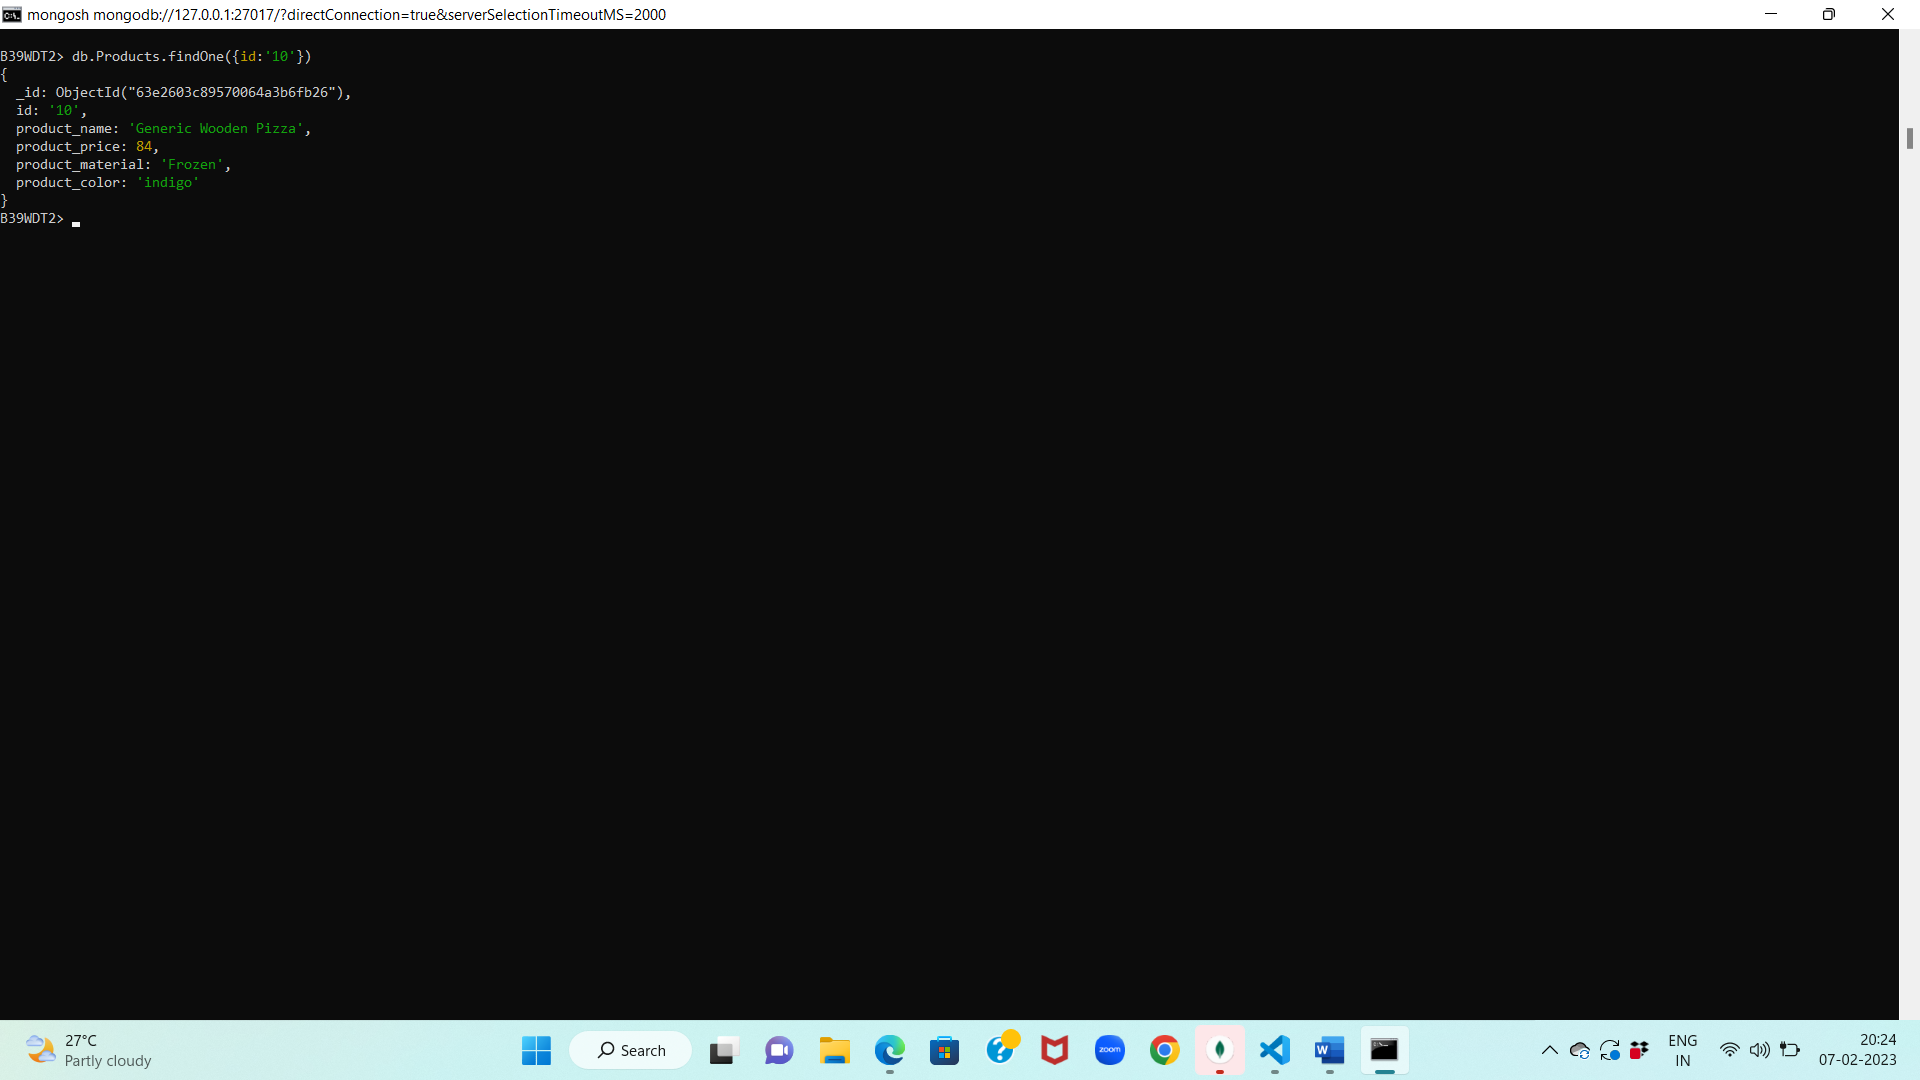 mongosh mongodb://127.0.0.1:27017/?directConnection=true&serverSelectionTimeoutMS=2000
B39WDT2> db.Products.findOne({id:'10'})
{
  _id: ObjectId("63e2603c89570064a3b6fb26"),
  id: '10',
  product_name: 'Generic Wooden Pizza',
  product_price: 84,
  product_material: 'Frozen',
  product_color: 'indigo'
}
B39WDT2>
27°C
Partly cloudy
Search
zoom
ENG
IN
20:24
07-02-2023